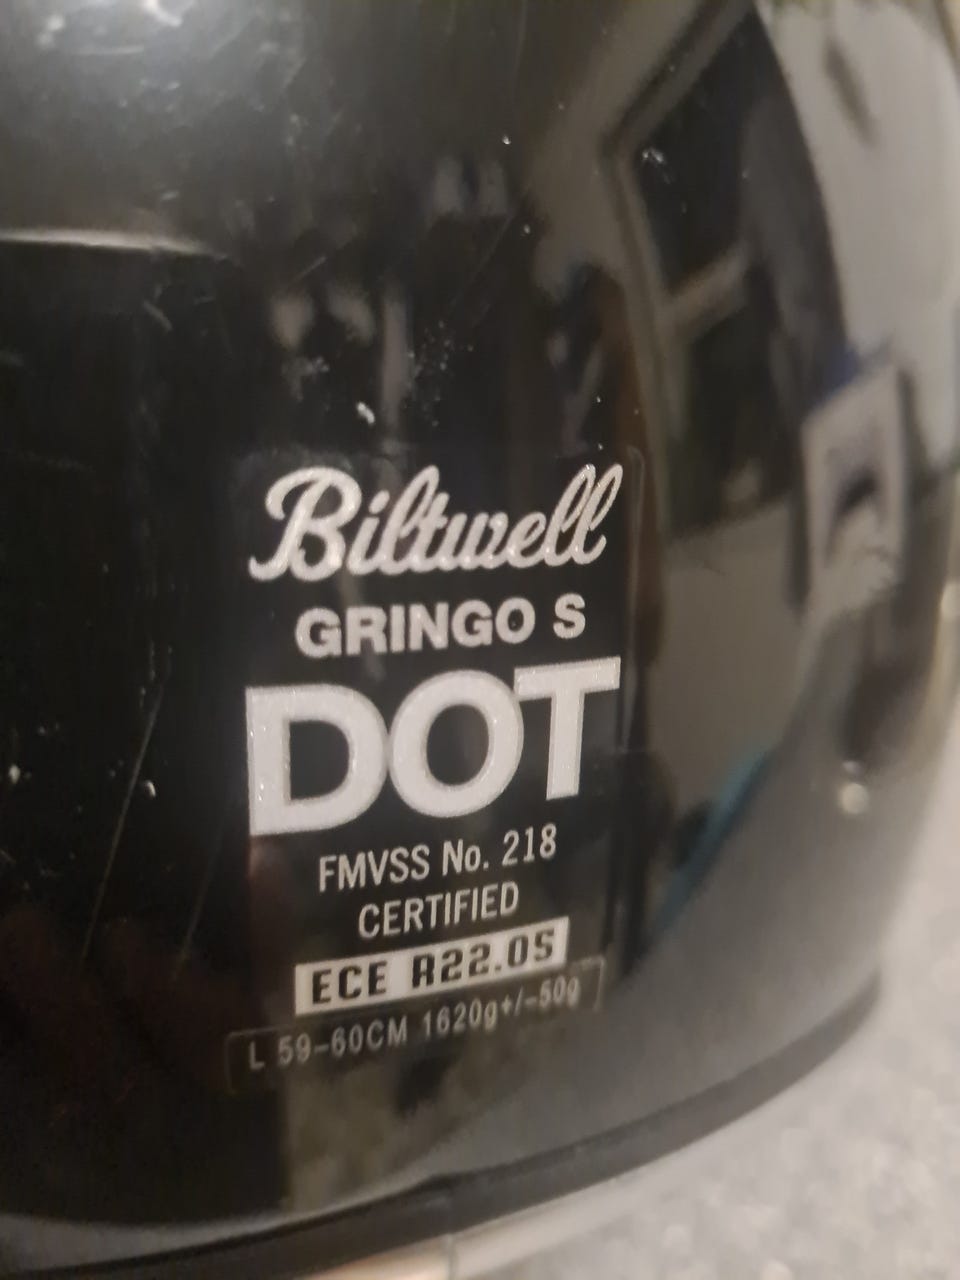 Biltwell
GRINGO S
DOT
FMVSS No. 218
CERTIFIED
ECE R22.05
L 59-60CM 1620g+/-50g